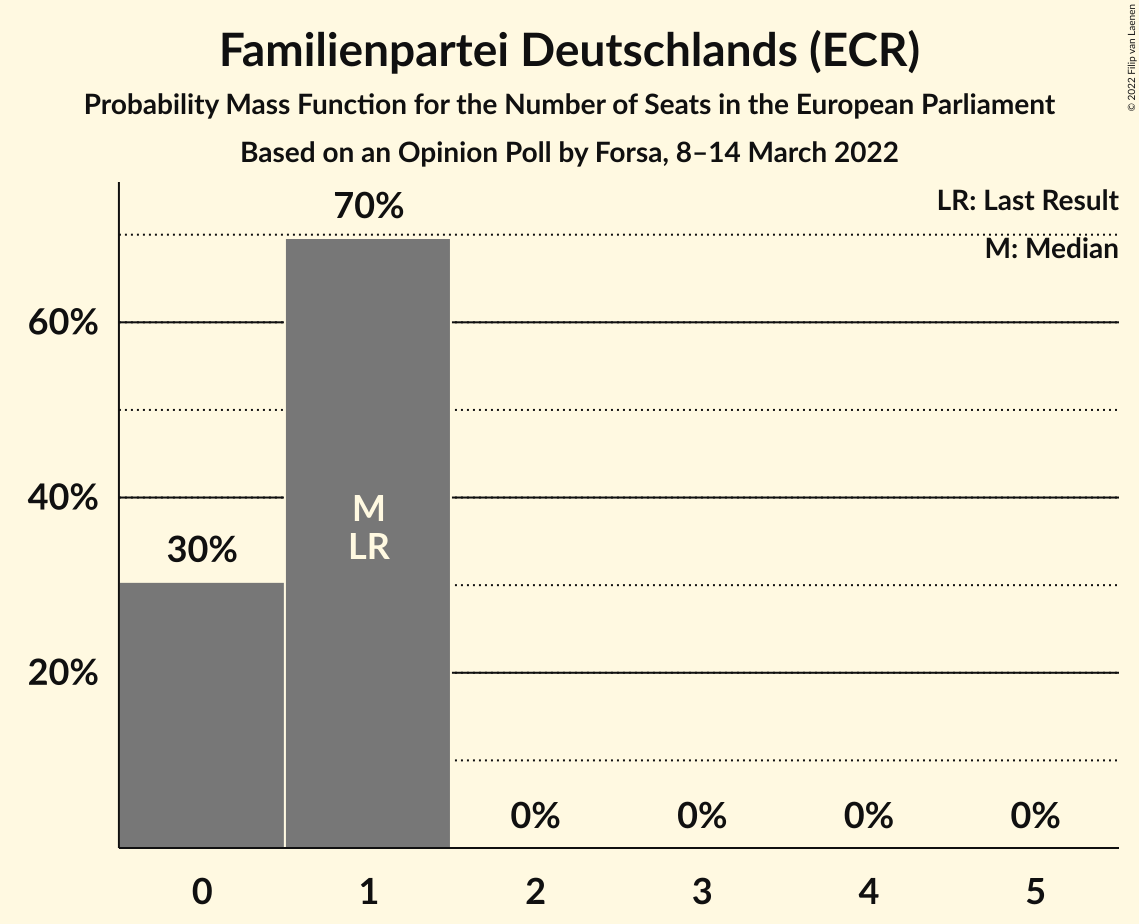 Familienpartei Deutschlands (ECR)
Probability Mass Function for the Number of Seats in the European Parliament
Based on an Opinion Poll by Forsa, 8–14 March 2022
© 2022 Filip van Laenen
LR: Last Result
M: Median
70%
60%
40%
30%
20%
M
LR
0%
0%
0%
0%
0
1
2
3
4
5